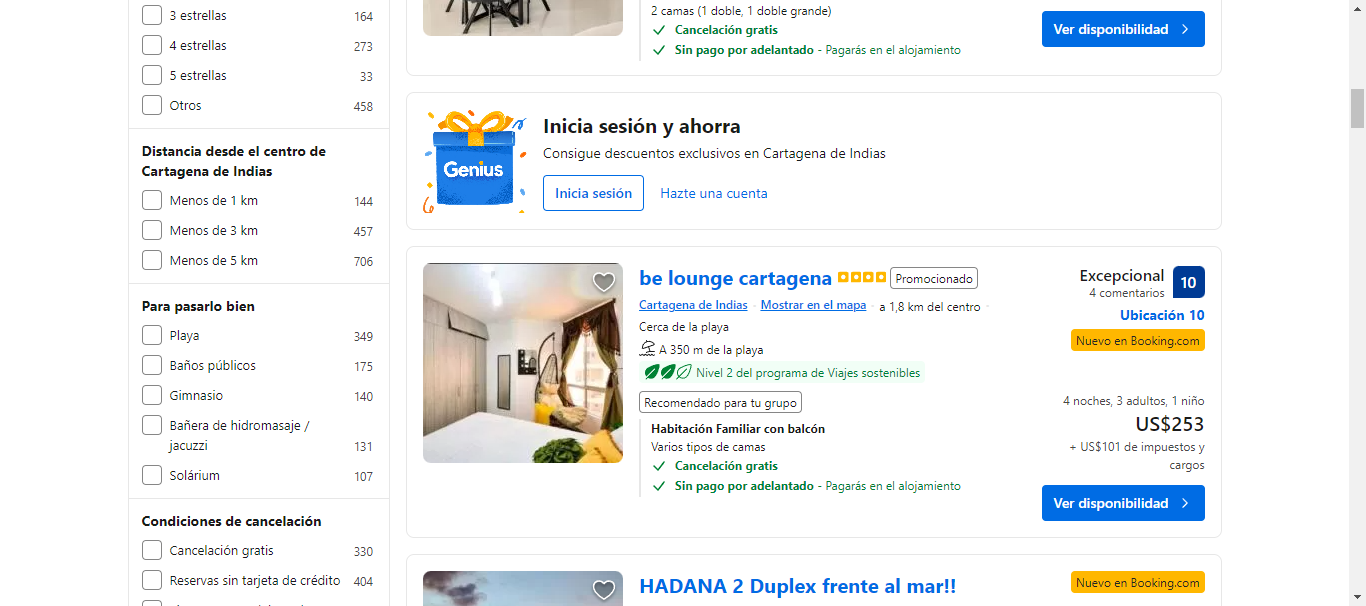 3 estrellas 164
4 estrellas 273
5 estrellas 33
Otros 458
Distancia desde el centro de
Cartagena de Indias
Menos de 1 km 144
Menos de 3 km 457
Menos de 5 km 706
Para pasarlo bien
Playa 349
Baños públicos 175
Gimnasio 140
Bañera de hidromasaje /
jacuzzi 131
Solárium 107
Condiciones de cancelación
Cancelación gratis 330
Reservas sin tarjeta de crédito 404
2 camas (1 doble, 1 doble grande)
Cancelación gratis
Sin pago por adelantado - Pagarás en el alojamiento
Ver disponibilidad
Genius
Inicia sesión y ahorra
Consigue descuentos exclusivos en Cartagena de Indias
Inicia sesión Hazte una cuenta
be lounge cartagena Promocionado
Cartagena de Indias Mostrar en el mapa a 1,8 km del centro
Cerca de la playa
A 350 m de la playa
Nivel 2 del programa de Viajes sostenibles
Recomendado para tu grupo
Habitación Familiar con balcón
Varios tipos de camas
Cancelación gratis
Sin pago por adelantado - Pagarás en el alojamiento
Excepcional 10
4 comentarios
Ubicación 10
Nuevo en Booking.com
4 noches, 3 adultos, 1 niño
US$253
+ US$101 de impuestos y
cargos
Ver disponibilidad
HADANA 2 Duplex frente al mar!!
Nuevo en Booking.com